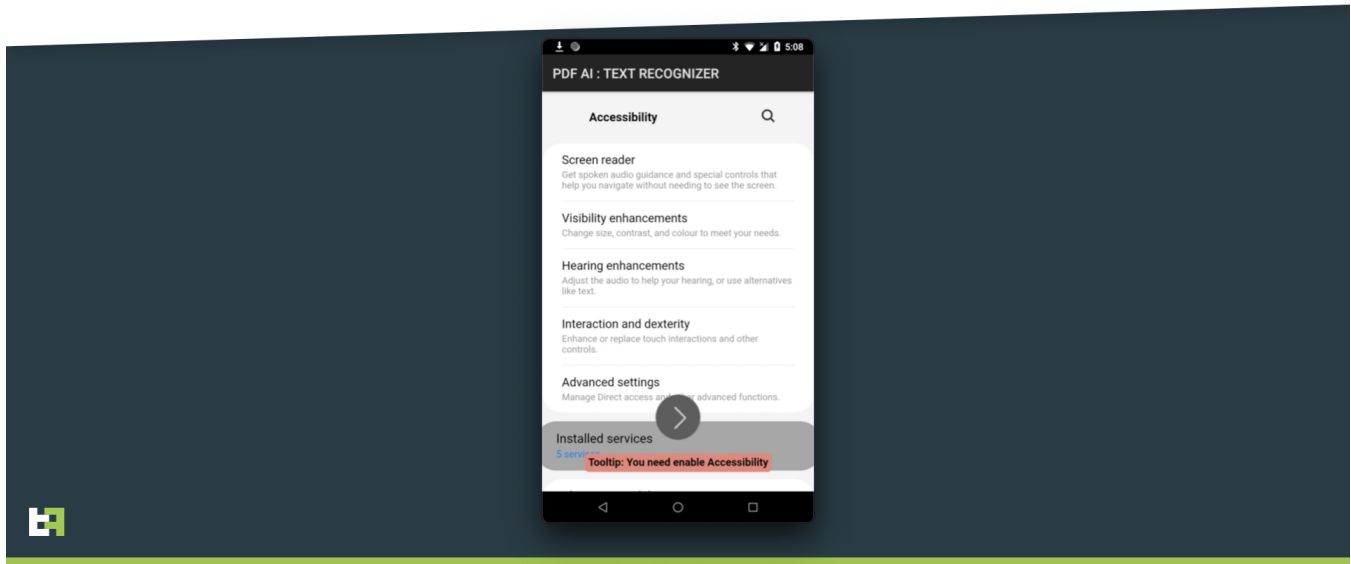 5:08
PDF AI : TEXT RECOGNIZER
Accessibility
Screen reader
Get spoken audio guidance and special controls that
help you navigate without needing to see the screen.
Visibility enhancements
Change size, contrast, and colour to meet your needs.
Hearing enhancements
Adjust the audio to help your hearing, or use alternatives
like text.
Interaction and dexterity
Enhance or replace touch interactions and other
controls.
Advanced settings
Manage Direct access advanced functions.
Installed services
5
Tooltip: You need enable Accessibility